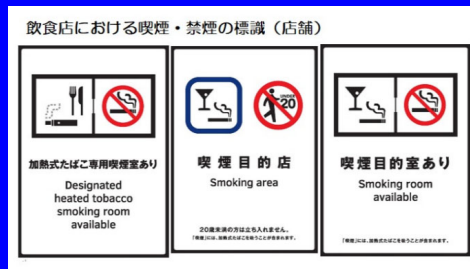 飲食店における喫煙・禁煙の標識（店舗）
加熱式たばこ専用喫煙室あり
Designated
heated tobacco
smoking room
available
UNDER
20
喫煙目的店
Smoking area
20歳未満の方は立ち入れません。
「喫煙」には、加熱式たばこを吸うことが含まれます。
喫煙目的室あり
Smoking room
available
「喫煙」には、加熱式たばこを吸うことが含まれます。